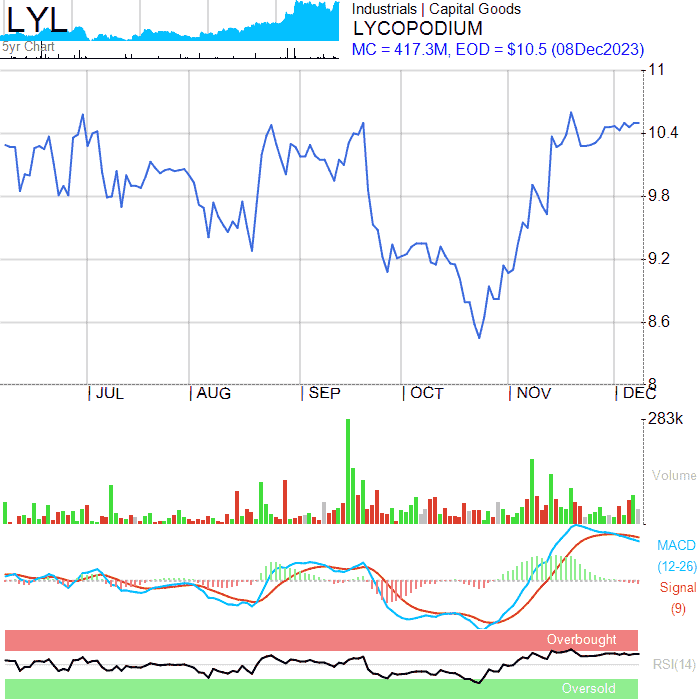 LYL
5yr Chart
Industrials | Capital Goods
LYCOPODIUM
MC = 417.3M, EOD = $10.5 (08Dec2023)
11
10.4
9.8
9.2
8.6
8
JUL AUG SEP OCT NOV DEC
283k
Volume
MACD
(12-26)
Signal
(9)
Overbought
RSI(14)
Oversold